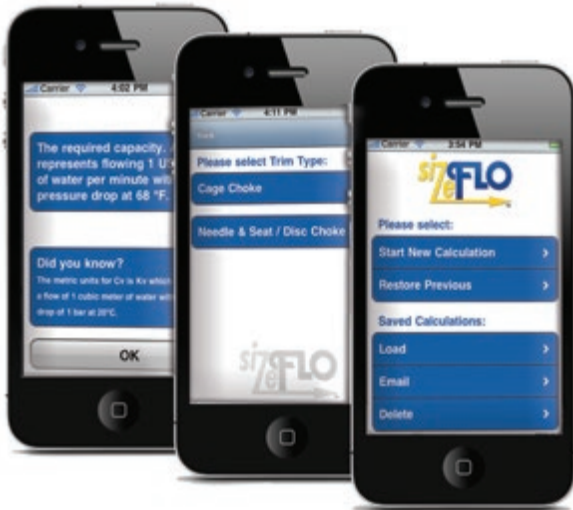 Carrier 4:02 PM
The required capacity.
represents flowing 1 U
of water per minute wi
pressure drop at 68 °F.
Did you know?
The metric units for Cv is Kv which
a flow of 1 cubic meter of water wi
drop of 1 bar at 20°C.
OK
Carrier 4:11 PM
Back
Please select Trim Type:
Cage Choke
Needle & Seat / Disc Choke
sizeFLO
Carrier 3:54 PM
sizeFLO
Please select:
Start New Calculation
Restore Previous
Saved Calculations:
Load
Email
Delete